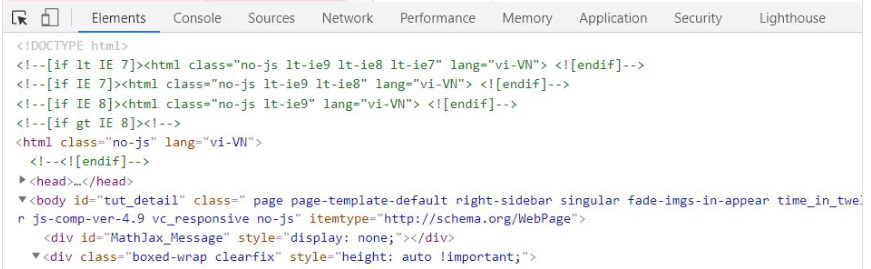 Elements Console Sources Network Performance Memory Application Security Lighthouse
<!DOCTYPE html>
<!--[if lt IE 7]><html class="no-js lt-ie9 lt-ie8 lt-ie7" lang="vi-VN"> <![endif]-->
<!--[if IE 7]><html class="no-js lt-ie9 lt-ie8" lang="vi-VN"> <![endif]-->
<!--[if IE 8]><html class="no-js lt-ie9" lang="vi-VN"> <![endif]-->
<!--[if gt IE 8]><!-->
<html class="no-js" lang="vi-VN">
<!--<![endif]-->
<head>…</head>
<body id="tut_detail" class=" page page-template-default right-sidebar singular fade-imgs-in-appear time_in_twel
r js-comp-ver-4.9 vc_responsive no-js" itemtype="http://schema.org/WebPage">
<div id="MathJax_Message" style="display: none;"></div>
<div class="boxed-wrap clearfix" style="height: auto !important;">